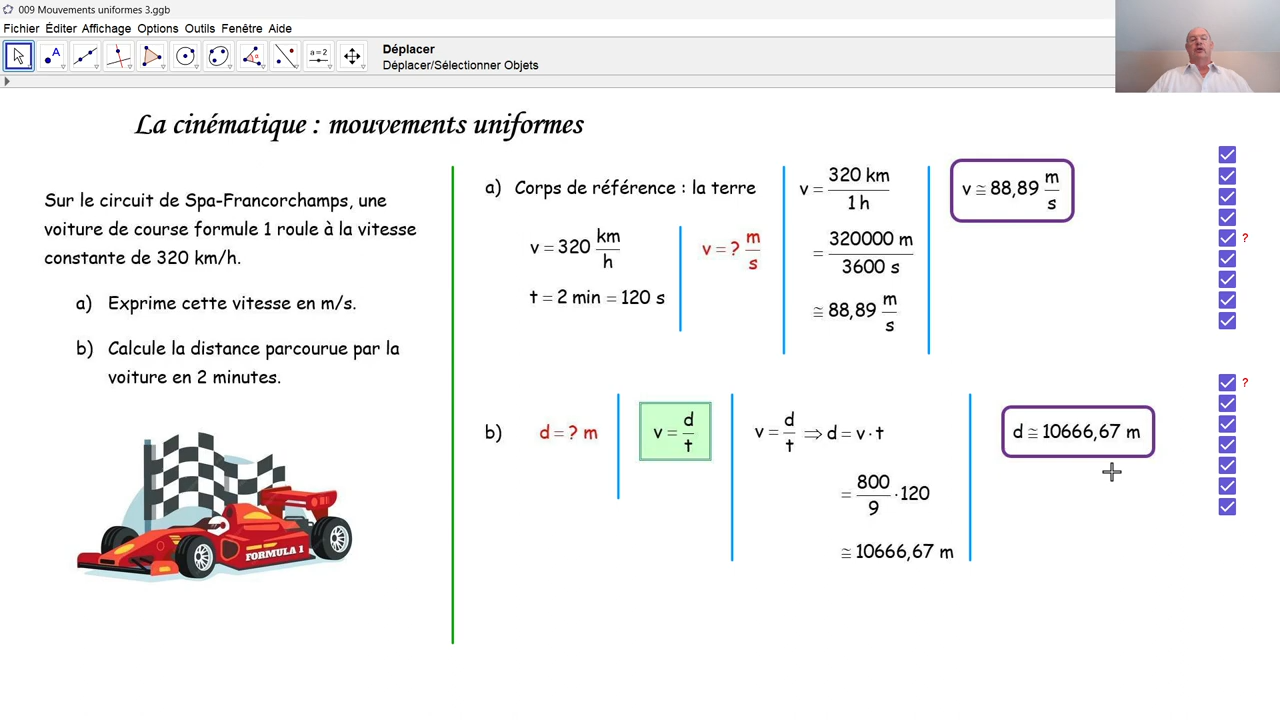 009 Mouvements uniformes 3.ggb
Fichier Éditer Affichage Options Outils Fenêtre Aide
A
a=2
Déplacer
Déplacer/Sélectionner Objets
La cinématique : mouvements uniformes
Sur le circuit de Spa-Francorchamps, une
voiture de course formule 1 roule à la vitesse
constante de 320 km/h.
a) Exprime cette vitesse en m/s.
b) Calcule la distance parcourue par la
voiture en 2 minutes.
FORMULA 1
a) Corps de référence : la terre
v = 320 km/h
t = 2 min = 120 s
v = ? m/s
v = 320 km / 1 h
= 320000 m / 3600 s
≅ 88,89 m/s
v ≅ 88,89 m/s
?
b) d = ? m
v = d/t
v = d/t ⇒ d = v · t
= 800/9 · 120
≅ 10666,67 m
d ≅ 10666,67 m
?